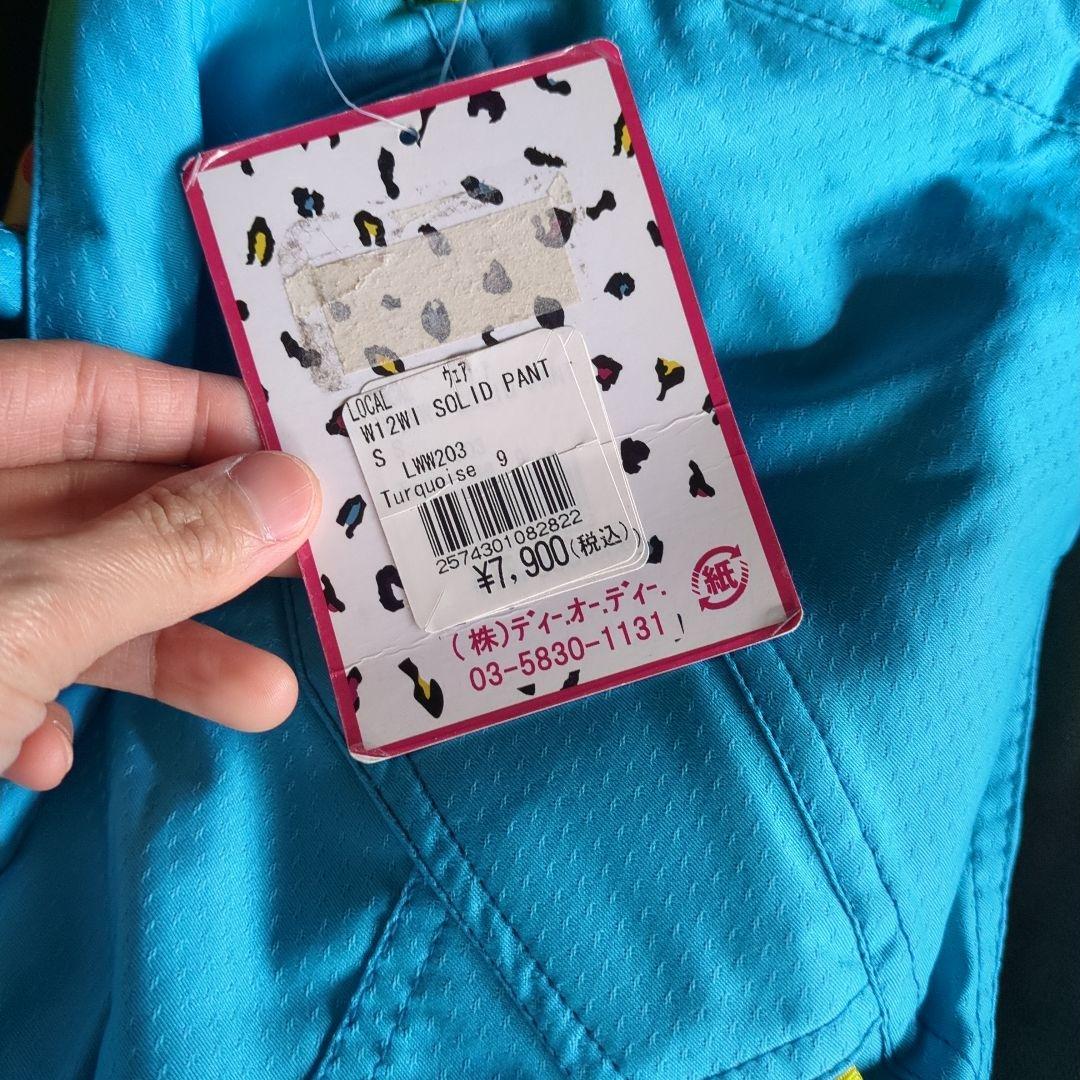 ウェア
LOCAL
W12WI SOLID PANT
S
LWW203
Turquoise 9
2574301082822
¥7,900(税込)
(株)ディー.オー.ディー.
03-5830-1131
紙